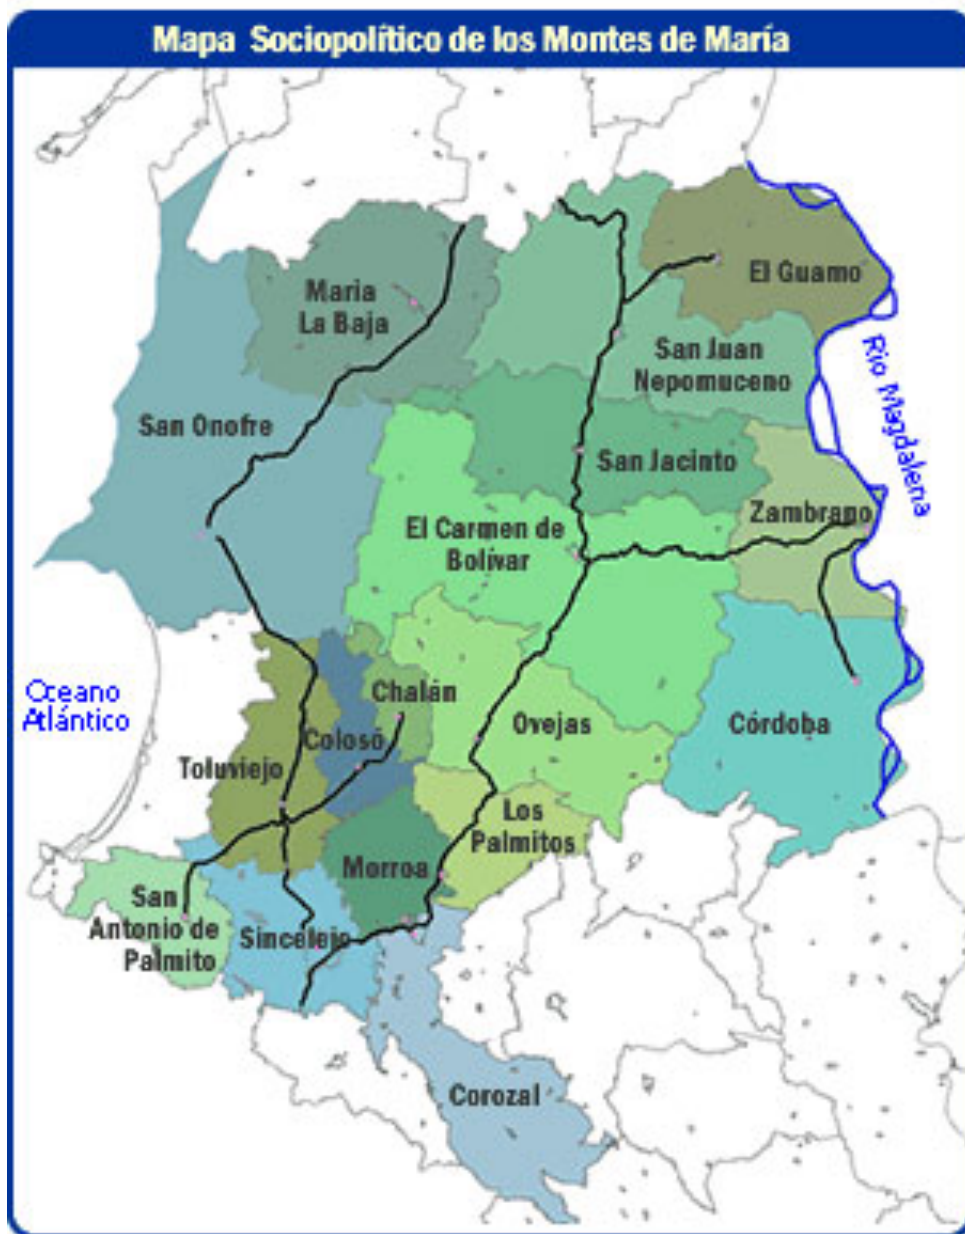 Mapa Sociopolítico de los Montes de María
El Guamo
Maria
La Baja
San Juan
Nepomuceno
Rio Magdalena
San Onofre
San Jacinto
Zambrano
El Carmen de
Bolívar
Oceano
Atlántico
Chalán
Ovejas
Córdoba
Colosó
Toluviejo
Los
Palmitos
Morroa
San
Antonio de
Palmito
Sincelejo
Corozal